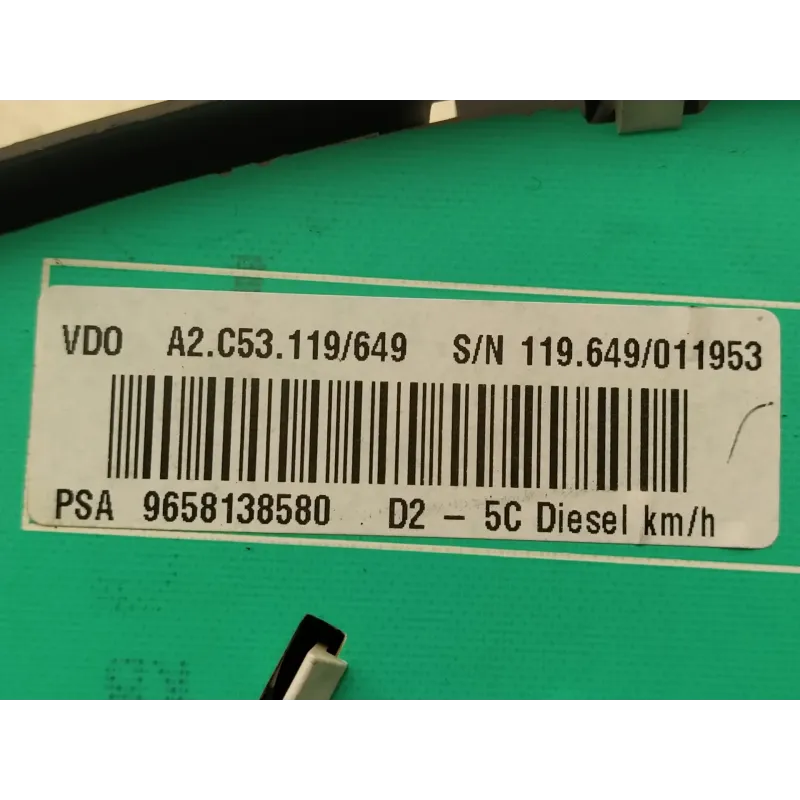 VDO A2.C53.119/649 S/N 119.649/011953
PSA 9658138580 D2 - 5C Diesel km/h